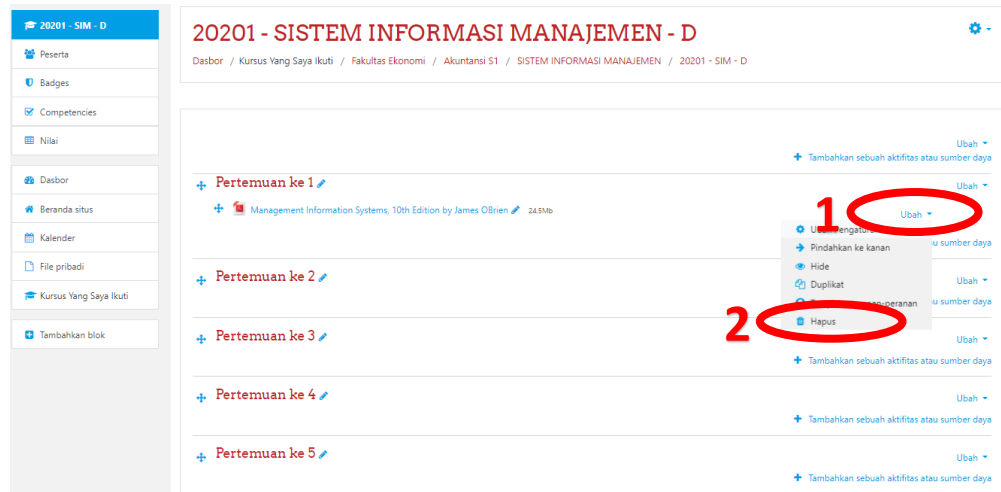 20201 - SIM - D
Peserta
Badges
Competencies
Nilai
Dasbor
Beranda situs
Kalender
File pribadi
Kursus Yang Saya Ikuti
Tambahkan blok
20201 - SISTEM INFORMASI MANAJEMEN - D
Dasbor / Kursus Yang Saya Ikuti / Fakultas Ekonomi / Akuntansi S1 / SISTEM INFORMASI MANAJEMEN / 20201 - SIM - D
Ubah
Tambahkan sebuah aktifitas atau sumber daya
Pertemuan ke 1
Ubah
Management Information Systems, 10th Edition by James OBrien 24.5Mb
1
Ubah
Pindahkan ke kanan
u sumber daya
Hide
Duplikat
2
Hapus
Pertemuan ke 2
Ubah
u sumber daya
Pertemuan ke 3
Ubah
Tambahkan sebuah aktifitas atau sumber daya
Pertemuan ke 4
Ubah
Tambahkan sebuah aktifitas atau sumber daya
Pertemuan ke 5
Ubah
Tambahkan sebuah aktifitas atau sumber daya